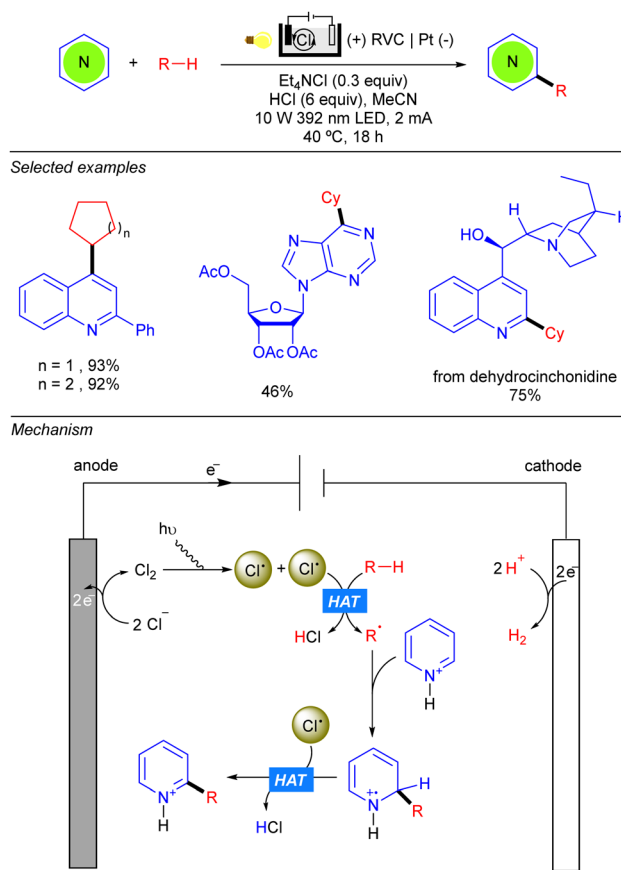 Cl
(+) RVC | Pt (-)
N + R–H
N
R
Et₄NCl (0.3 equiv)
HCl (6 equiv), MeCN
10 W 392 nm LED, 2 mA
40 ºC, 18 h
Selected examples
( )n
N
Ph
n = 1 , 93%
n = 2 , 92%
Cy
N
N
N
N
AcO
O
OAc
OAc
46%
H
H
HO
N
N
Cy
from dehydrocinchonidine
75%
Mechanism
anode
e⁻
cathode
hυ
Cl₂
Cl• + Cl•
R–H
2e⁻
2 Cl⁻
HAT
HCl
R•
2 H⁺
2e⁻
H₂
N⁺
H
Cl•
HAT
HCl
N⁺
H
R
H
N
+•
H
R